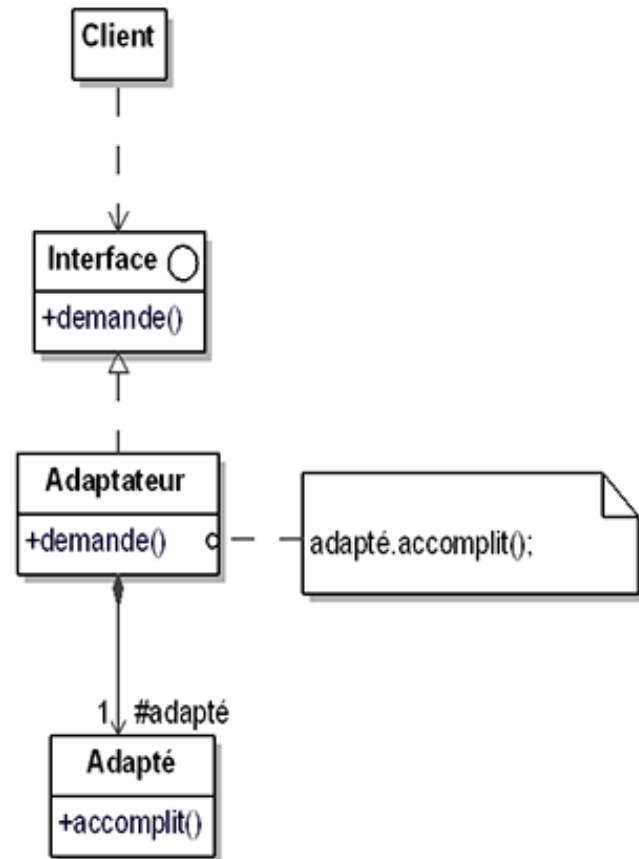 Client
Interface
+demande()
Adaptateur
+demande()
adapté.accomplit();
1 #adapté
Adapté
+accomplit()